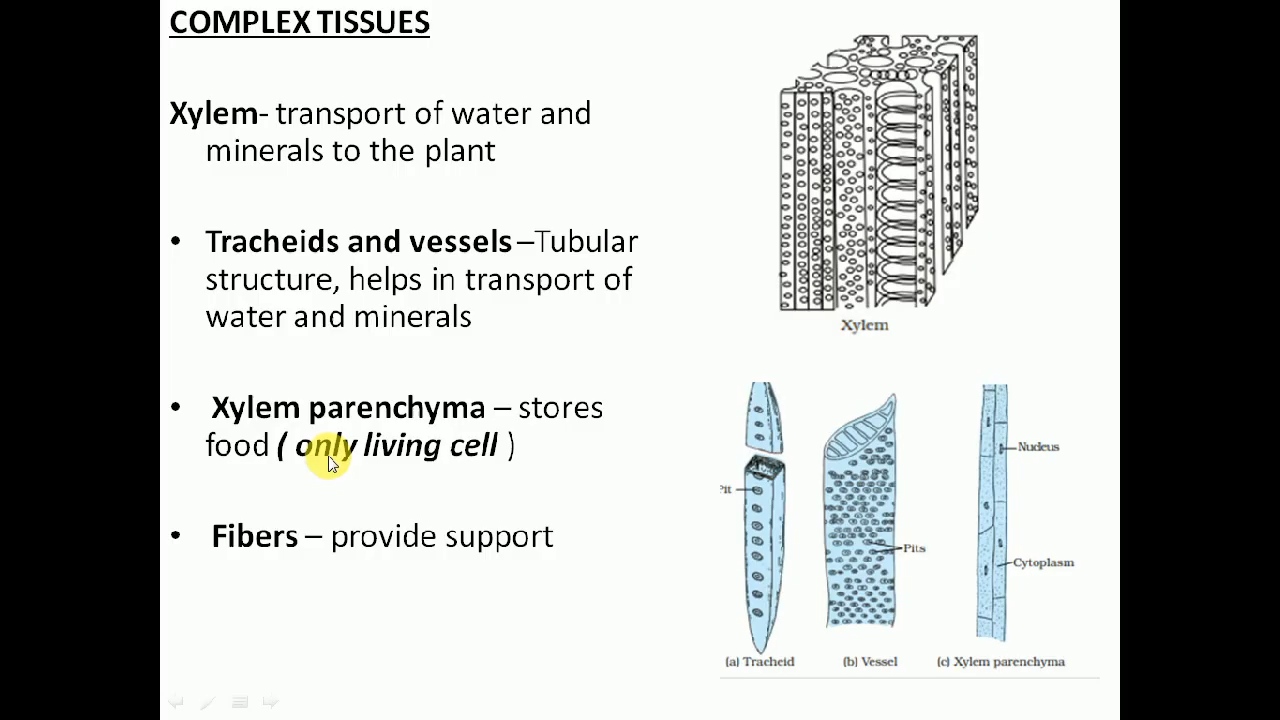 COMPLEX TISSUES
Xylem- transport of water and
minerals to the plant
• Tracheids and vessels –Tubular
structure, helps in transport of
water and minerals
• Xylem parenchyma – stores
food ( only living cell )
• Fibers – provide support
Xylem
Nucleus
Pit
Pits
Cytoplasm
(a) Tracheid
(b) Vessel
(c) Xylem parenchyma